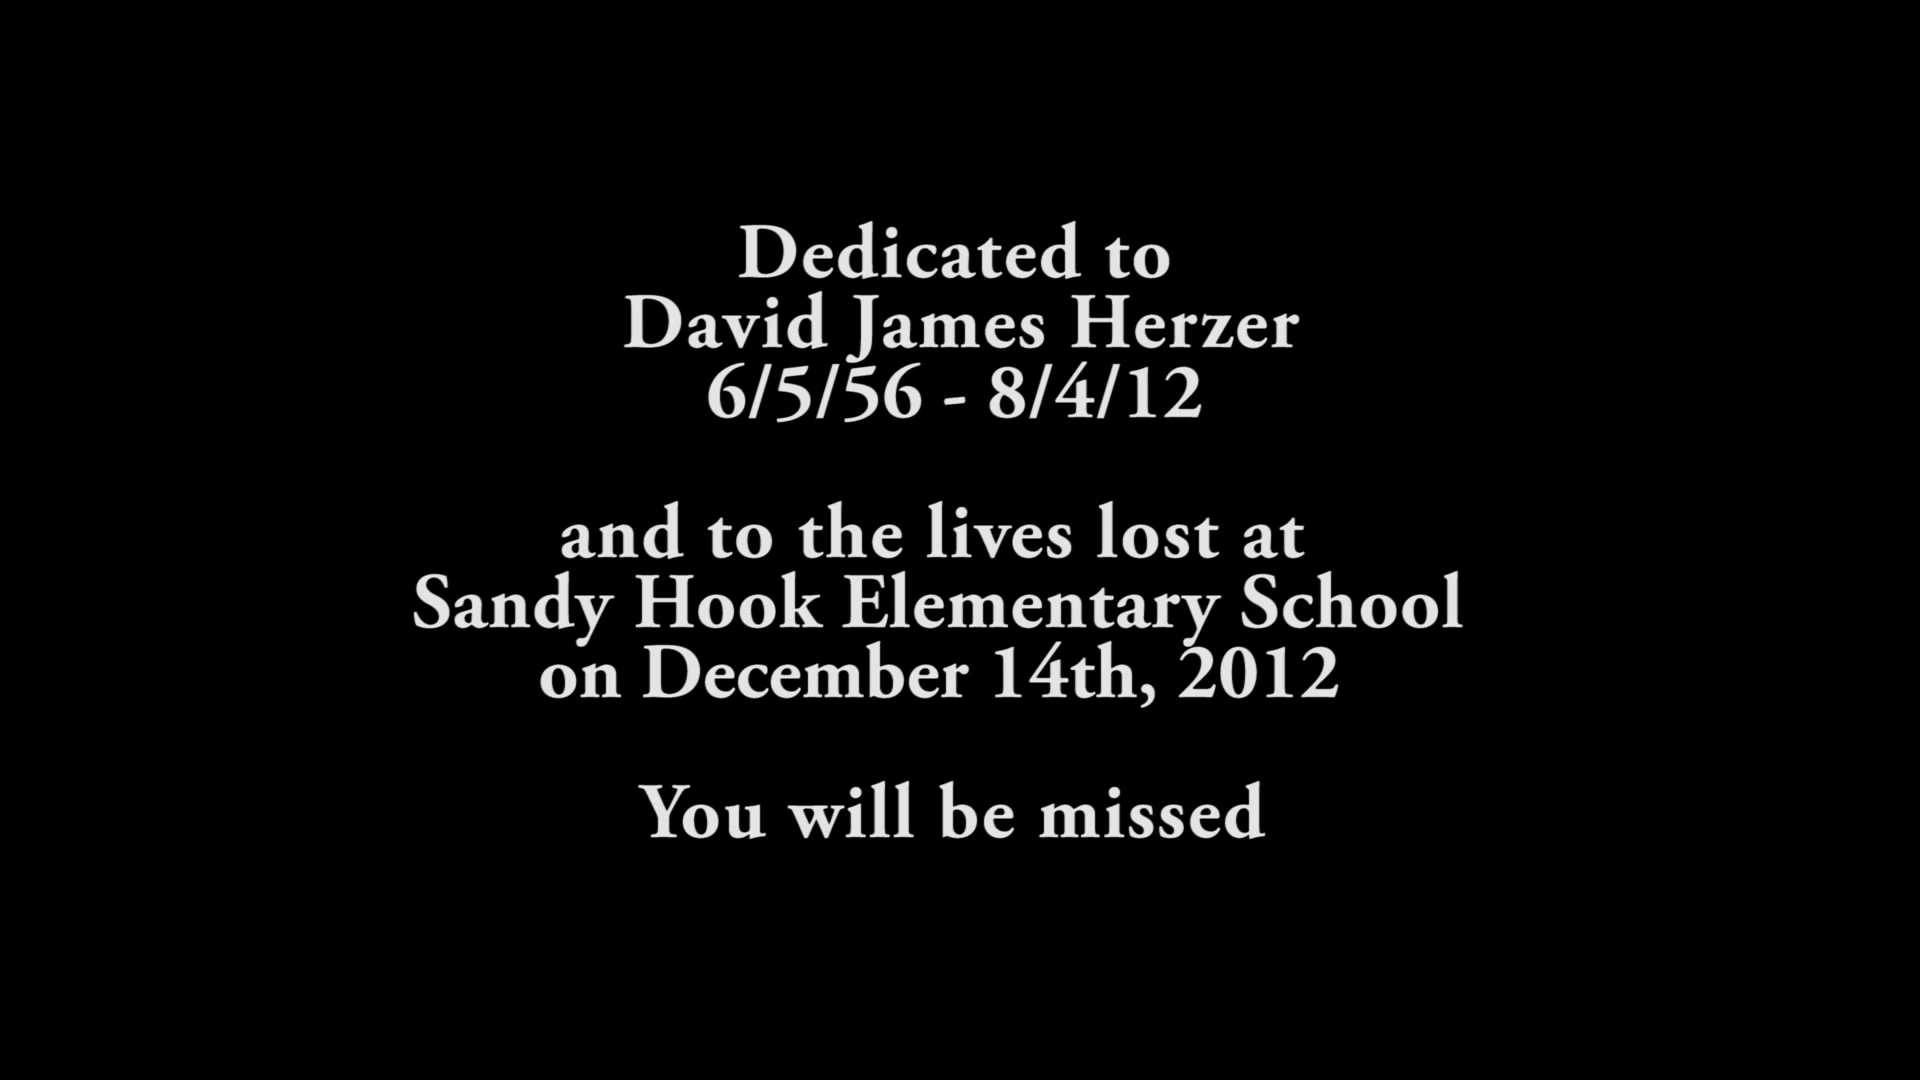 Dedicated to
David James Herzer
6/5/56 - 8/4/12
and to the lives lost at
Sandy Hook Elementary School
on December 14th, 2012
You will be missed